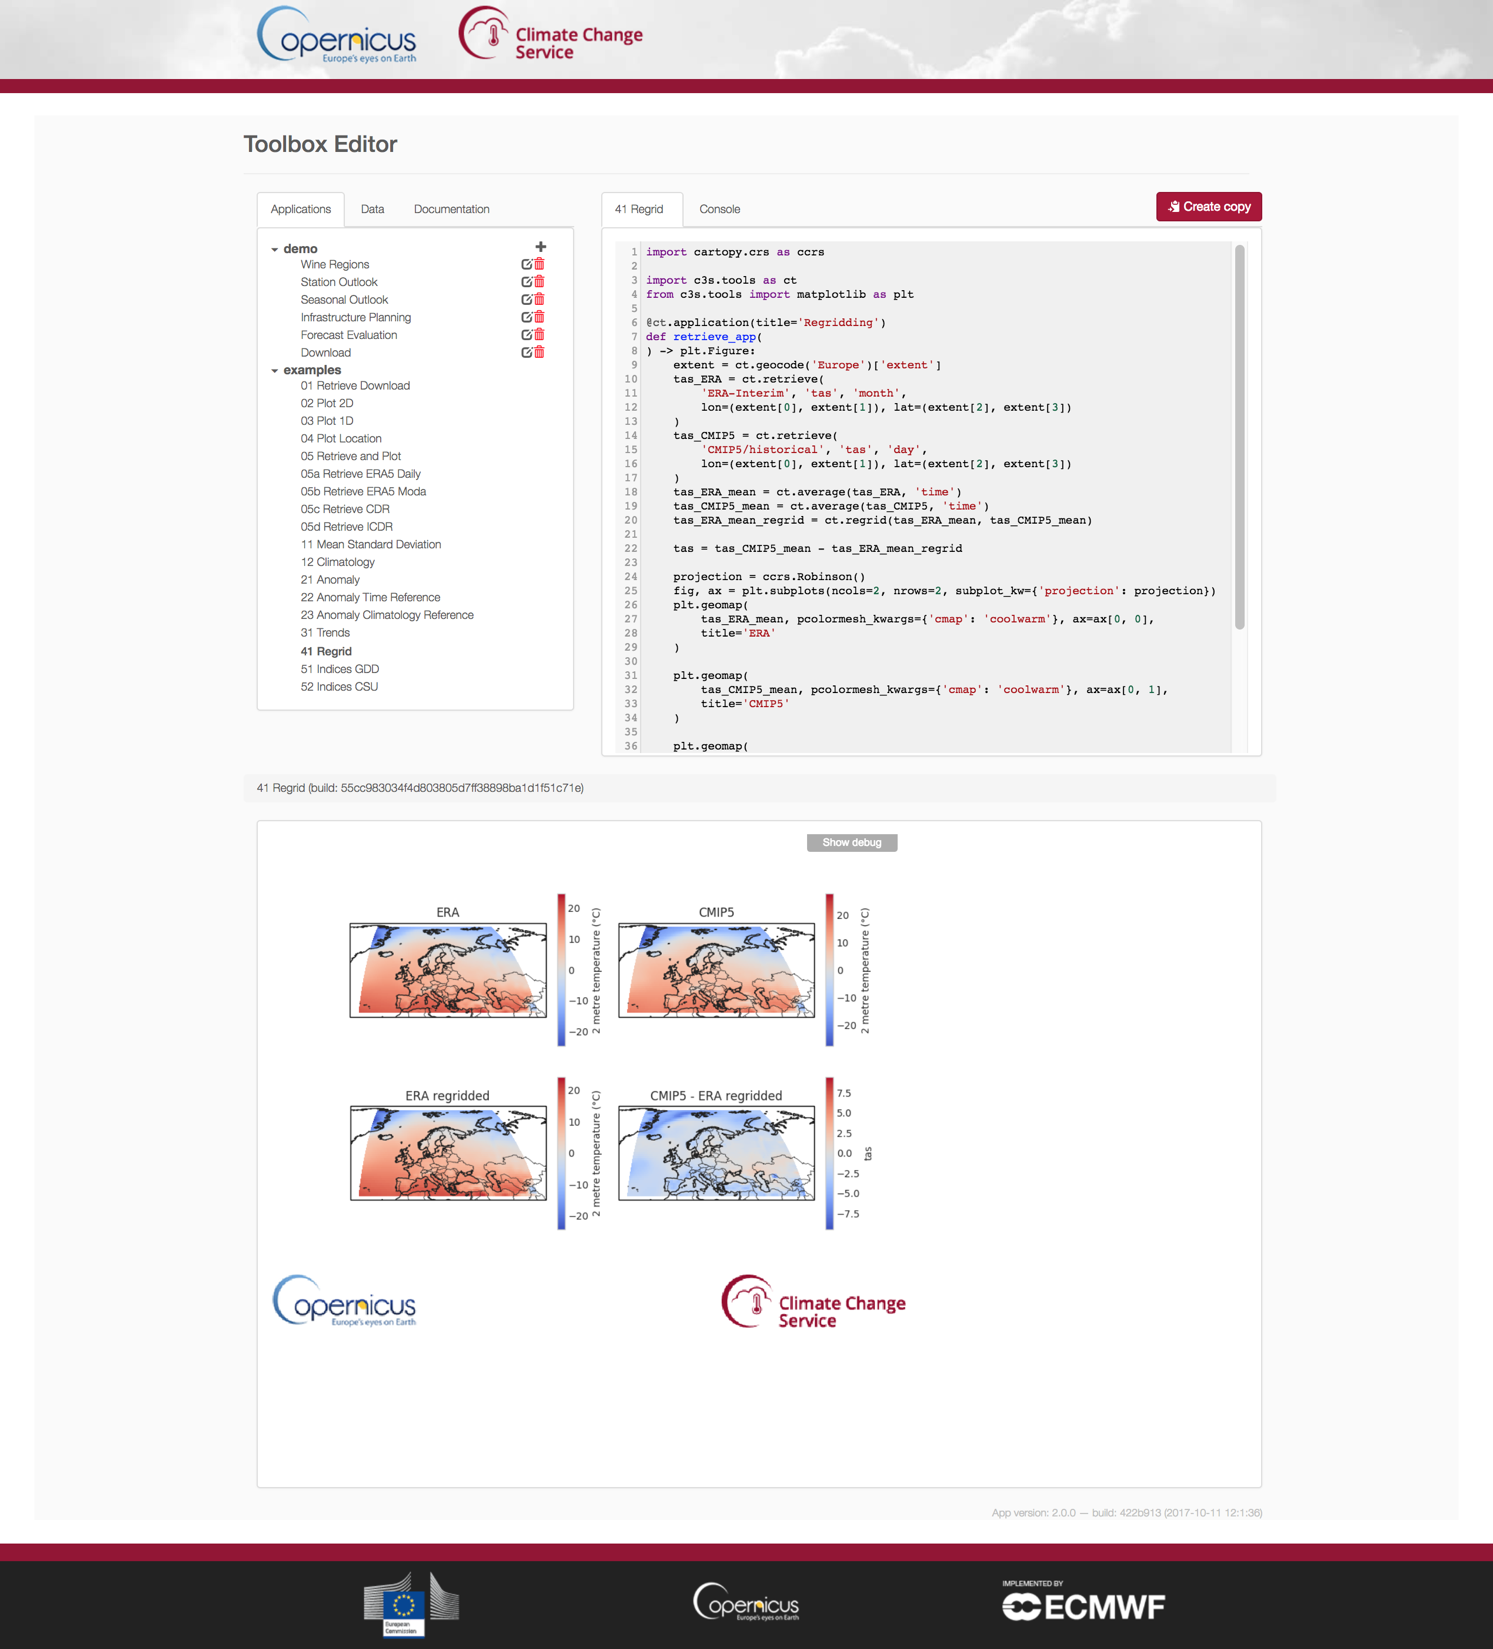 Copernicus
Europe's eyes on Earth
Climate Change
Service
Toolbox Editor
Applications Data Documentation
demo
Wine Regions
Station Outlook
Seasonal Outlook
Infrastructure Planning
Forecast Evaluation
Download
examples
01 Retrieve Download
02 Plot 2D
03 Plot 1D
04 Plot Location
05 Retrieve and Plot
05a Retrieve ERA5 Daily
05b Retrieve ERA5 Moda
05c Retrieve CDR
05d Retrieve ICDR
11 Mean Standard Deviation
12 Climatology
21 Anomaly
22 Anomaly Time Reference
23 Anomaly Climatology Reference
31 Trends
41 Regrid
51 Indices GDD
52 Indices CSU
41 Regrid Console
Create copy
1 import cartopy.crs as ccrs
2
3 import c3s.tools as ct
4 from c3s.tools import matplotlib as plt
5
6 @ct.application(title='Regridding')
7 def retrieve_app(
8 ) -> plt.Figure:
9 extent = ct.geocode('Europe')['extent']
10 tas_ERA = ct.retrieve(
11 'ERA-Interim', 'tas', 'month',
12 lon=(extent[0], extent[1]), lat=(extent[2], extent[3])
13 )
14 tas_CMIP5 = ct.retrieve(
15 'CMIP5/historical', 'tas', 'day',
16 lon=(extent[0], extent[1]), lat=(extent[2], extent[3])
17 )
18 tas_ERA_mean = ct.average(tas_ERA, 'time')
19 tas_CMIP5_mean = ct.average(tas_CMIP5, 'time')
20 tas_ERA_mean_regrid = ct.regrid(tas_ERA_mean, tas_CMIP5_mean)
21
22 tas = tas_CMIP5_mean - tas_ERA_mean_regrid
23
24 projection = ccrs.Robinson()
25 fig, ax = plt.subplots(ncols=2, nrows=2, subplot_kw={'projection': projection})
26 plt.geomap(
27 tas_ERA_mean, pcolormesh_kwargs={'cmap': 'coolwarm'}, ax=ax[0, 0],
28 title='ERA'
29 )
30
31 plt.geomap(
32 tas_CMIP5_mean, pcolormesh_kwargs={'cmap': 'coolwarm'}, ax=ax[0, 1],
33 title='CMIP5'
34 )
35
36 plt.geomap(
41 Regrid (build: 55cc983034f4d803805d7ff38898ba1d1f51c71e)
Show debug
ERA
20
10
0
−10
−20
2 metre temperature (°C)
CMIP5
20
10
0
−10
−20
2 metre temperature (°C)
ERA regridded
20
10
0
−10
−20
2 metre temperature (°C)
CMIP5 - ERA regridded
7.5
5.0
2.5
0.0
−2.5
−5.0
−7.5
tas
Copernicus
Europe's eyes on Earth
Climate Change
Service
App version: 2.0.0 — build: 422b913 (2017-10-11 12:1:36)
European
Commission
Copernicus
Europe's eyes on Earth
IMPLEMENTED BY
ECMWF